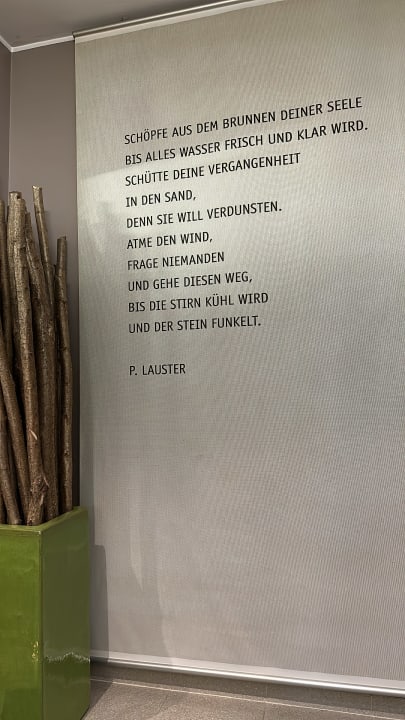 SCHÖPFE AUS DEM BRUNNEN DEINER SEELE
BIS ALLES WASSER FRISCH UND KLAR WIRD.
SCHÜTTE DEINE VERGANGENHEIT
IN DEN SAND,
DENN SIE WILL VERDUNSTEN.
ATME DEN WIND,
FRAGE NIEMANDEN
UND GEHE DIESEN WEG,
BIS DIE STIRN KÜHL WIRD
UND DER STEIN FUNKELT.
P. LAUSTER